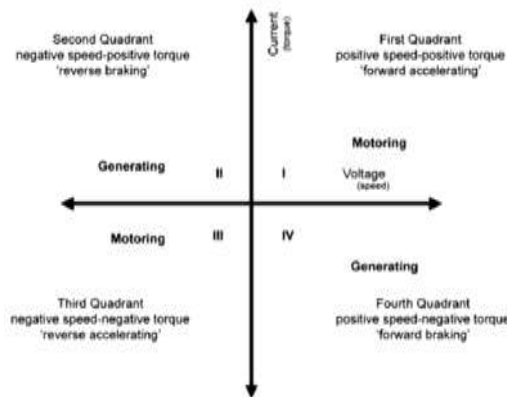 Second Quadrant
negative speed-positive torque
'reverse braking'
Current
(torque)
First Quadrant
positive speed-positive torque
'forward accelerating'
Motoring
Generating
II
I
Voltage
(speed)
Motoring
III
IV
Generating
Third Quadrant
negative speed-negative torque
'reverse accelerating'
Fourth Quadrant
positive speed-negative torque
'forward braking'